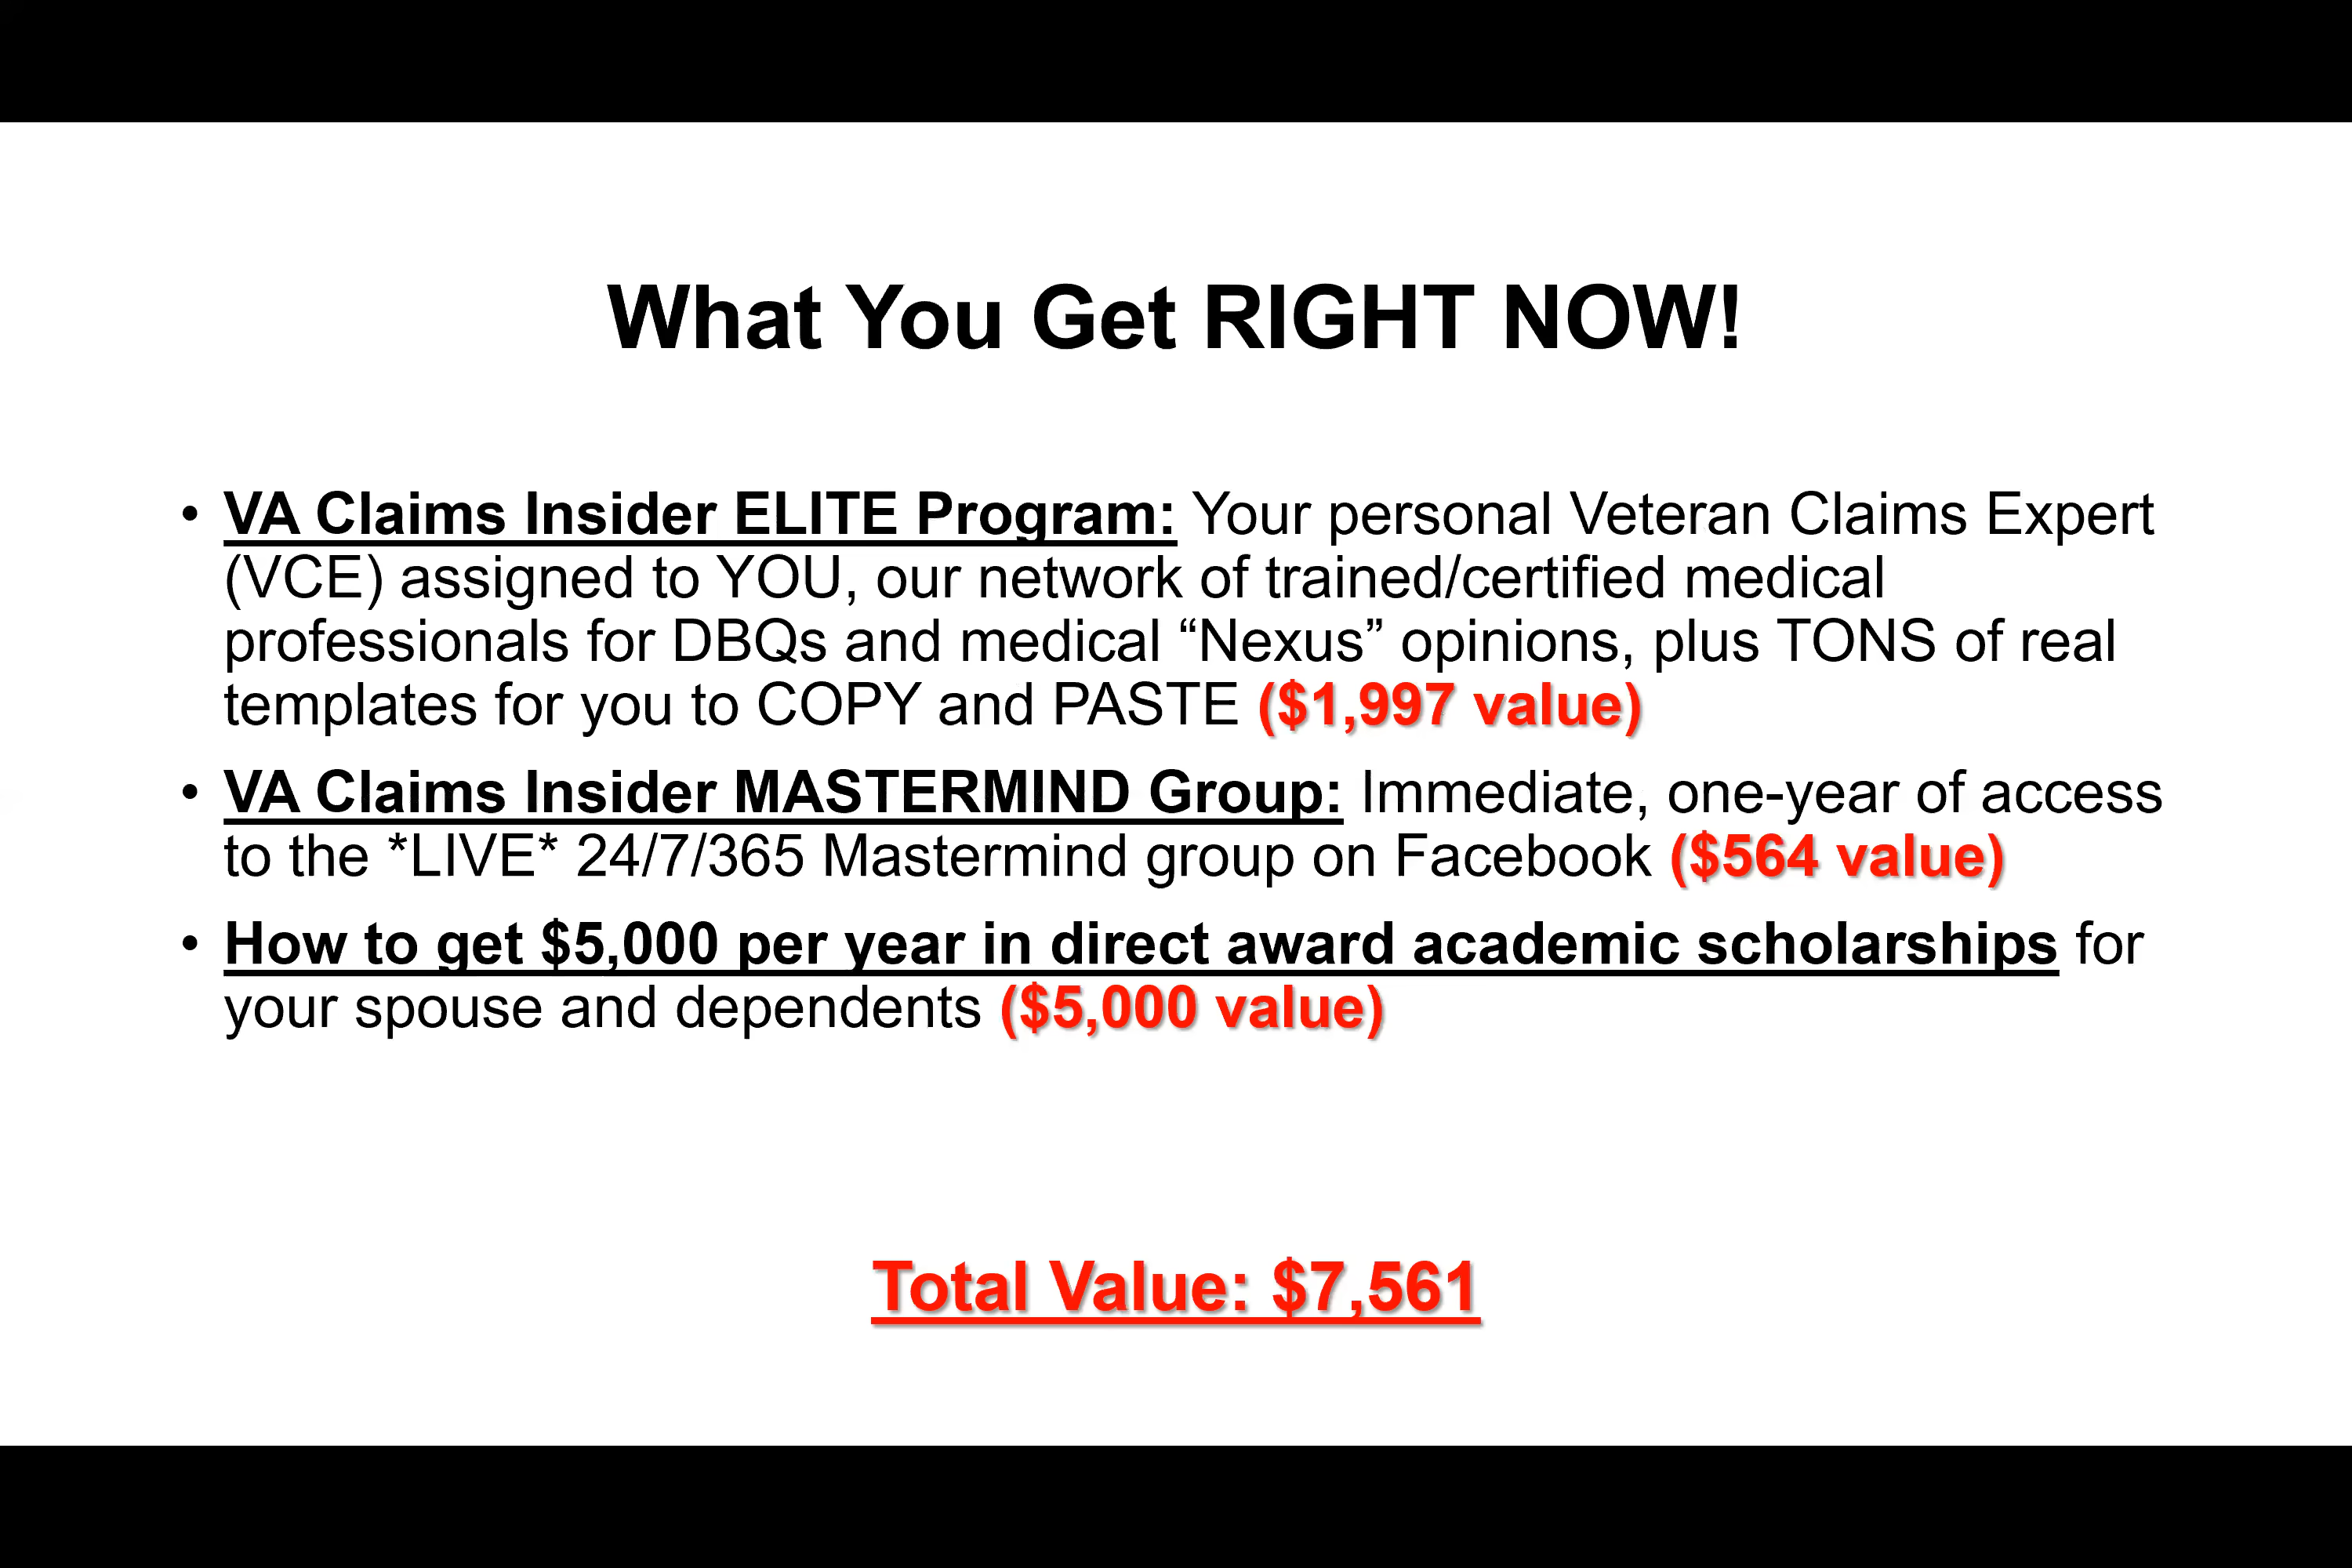 What You Get RIGHT NOW!
• VA Claims Insider ELITE Program: Your personal Veteran Claims Expert
(VCE) assigned to YOU, our network of trained/certified medical
professionals for DBQs and medical “Nexus” opinions, plus TONS of real
templates for you to COPY and PASTE ($1,997 value)
• VA Claims Insider MASTERMIND Group: Immediate, one-year of access
to the *LIVE* 24/7/365 Mastermind group on Facebook ($564 value)
• How to get $5,000 per year in direct award academic scholarships for
your spouse and dependents ($5,000 value)
Total Value: $7,561